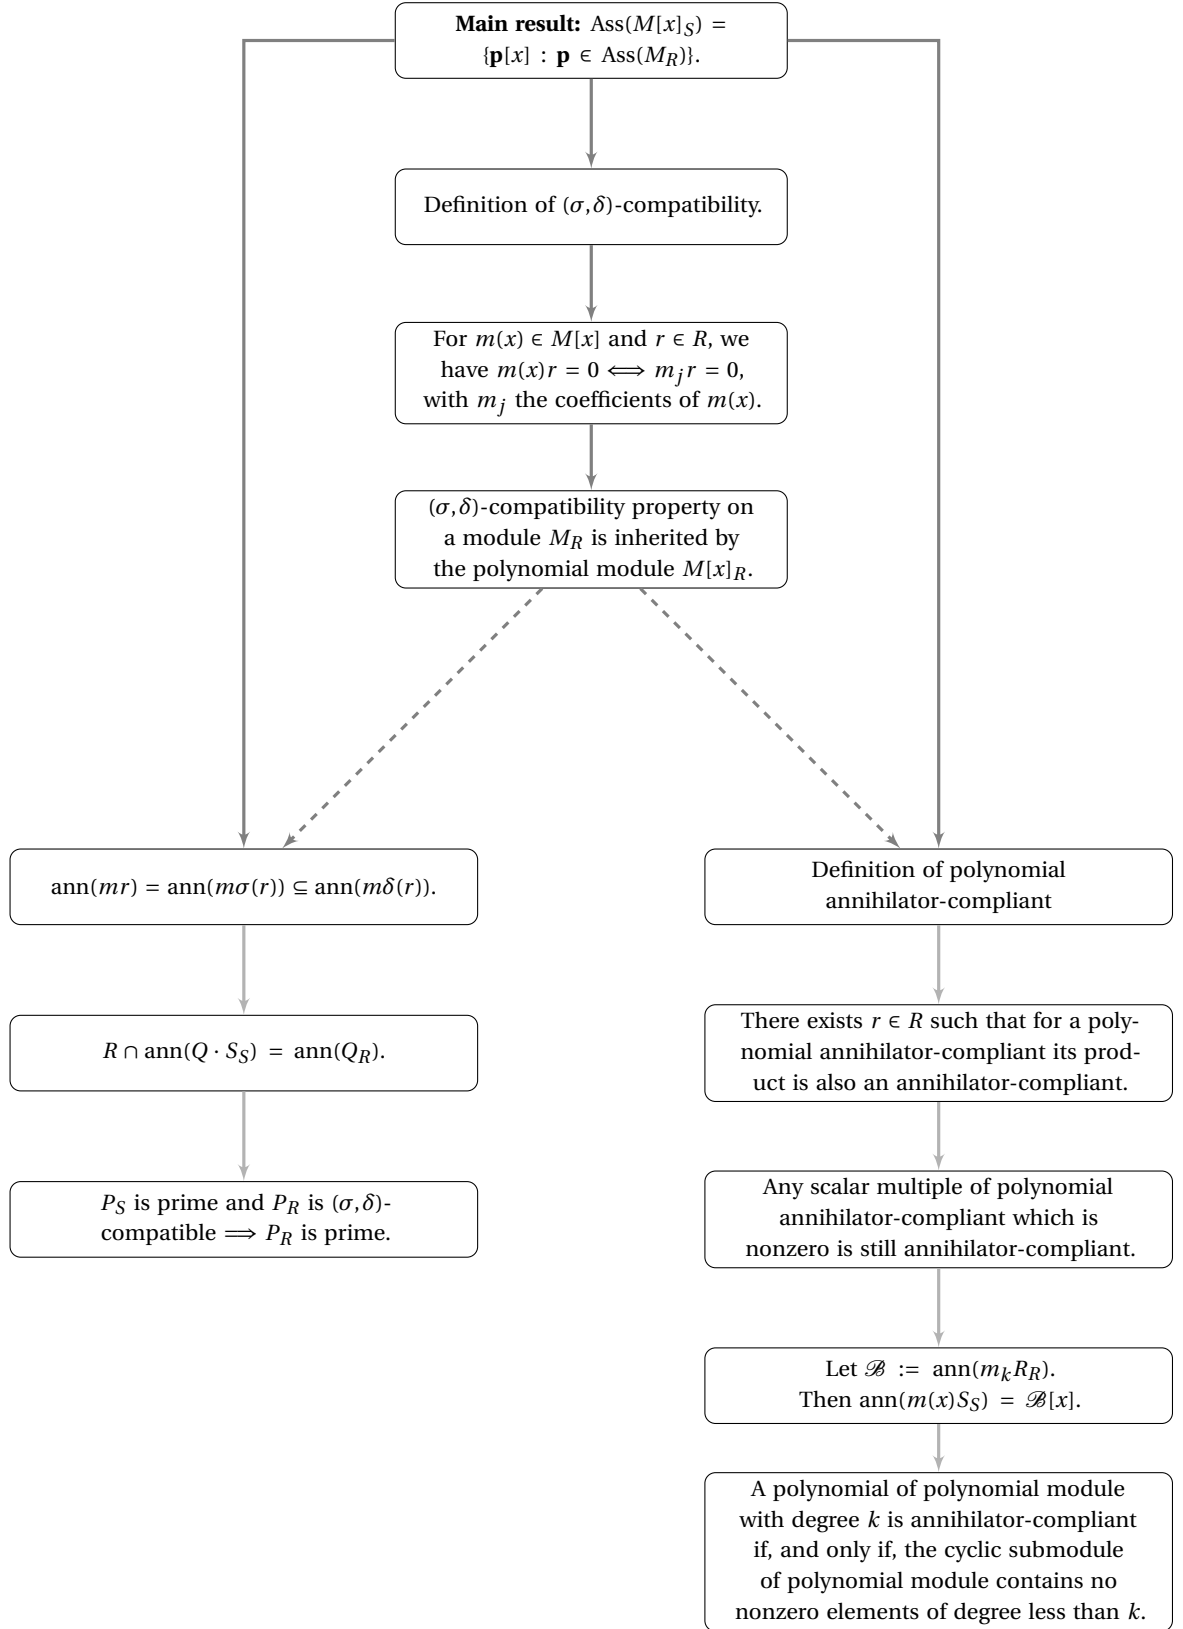 Main result: Ass(M[x]_S) =
{p[x] : p ∈ Ass(M_R)}.
Definition of (σ,δ)-compatibility.
For m(x) ∈ M[x] and r ∈ R, we
have m(x)r = 0 ⟺ m_j r = 0,
with m_j the coefficients of m(x).
(σ,δ)-compatibility property on
a module M_R is inherited by
the polynomial module M[x]_R.
ann(mr) = ann(mσ(r)) ⊆ ann(mδ(r)).
R ∩ ann(Q · S_S) = ann(Q_R).
P_S is prime and P_R is (σ,δ)-
compatible ⟹ P_R is prime.
Definition of polynomial
annihilator-compliant
There exists r ∈ R such that for a poly-
nomial annihilator-compliant its prod-
uct is also an annihilator-compliant.
Any scalar multiple of polynomial
annihilator-compliant which is
nonzero is still annihilator-compliant.
Let ℬ := ann(m_k R_R).
Then ann(m(x)S_S) = ℬ[x].
A polynomial of polynomial module
with degree k is annihilator-compliant
if, and only if, the cyclic submodule
of polynomial module contains no
nonzero elements of degree less than k.